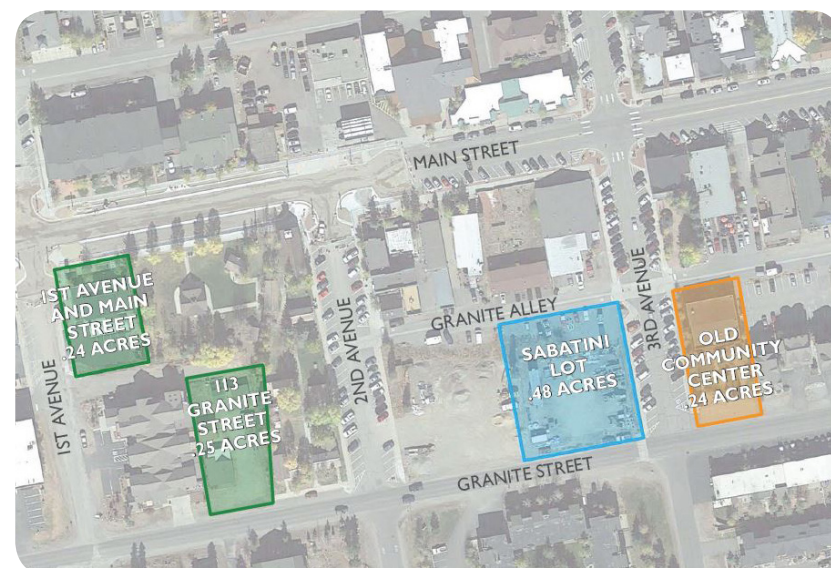 MAIN STREET
1ST AVENUE
AND MAIN
STREET
.24 ACRES
113
GRANITE
STREET
.25 ACRES
1ST AVENUE
2ND AVENUE
GRANITE ALLEY
SABATINI
LOT
.48 ACRES
3RD AVENUE
OLD
COMMUNITY
CENTER
.24 ACRES
GRANITE STREET